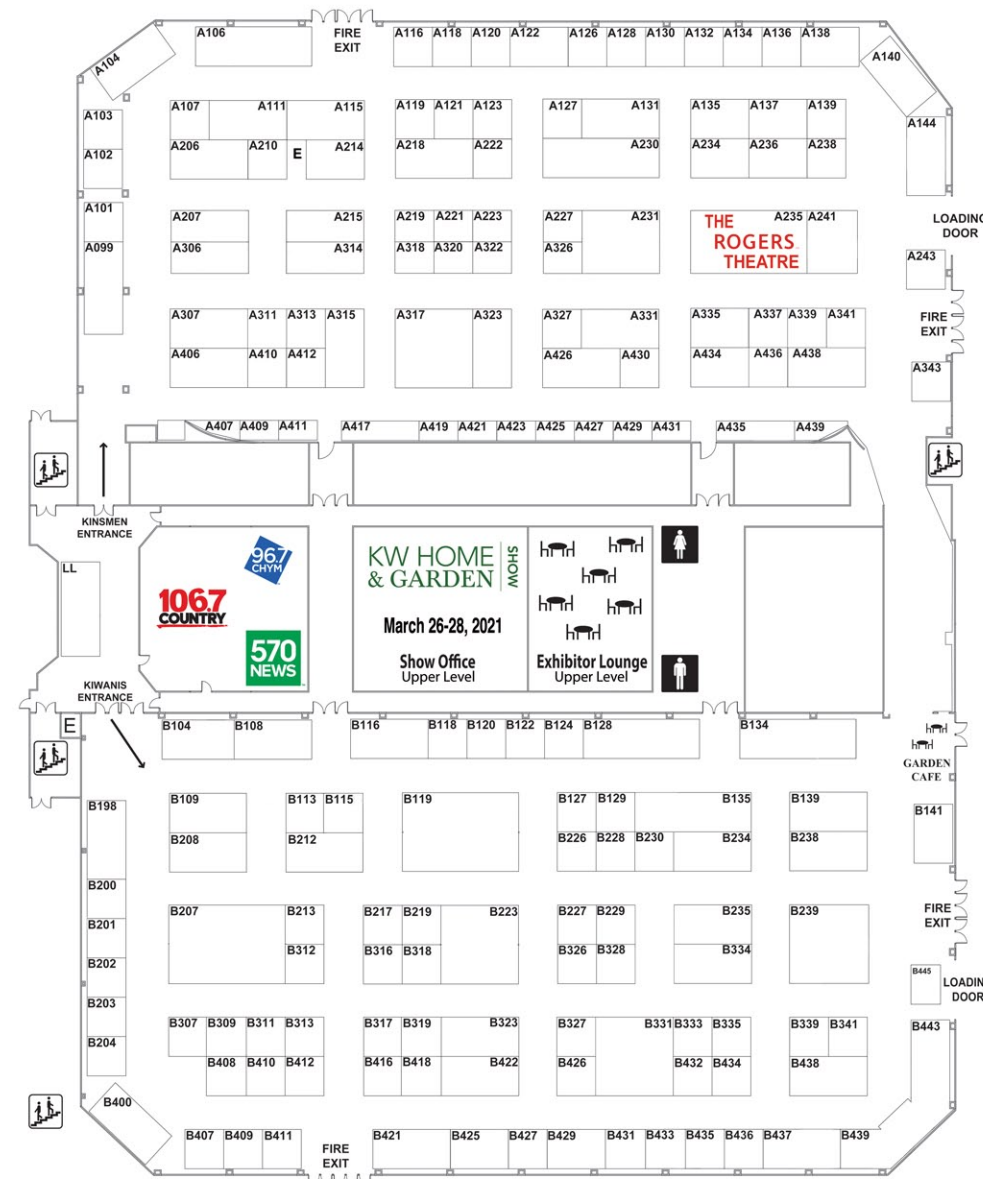 A106
FIRE
EXIT
A116 A118 A120 A122 A126 A128 A130 A132 A134 A136 A138
A104
A140
A103
A107 A111 A115
A119 A121 A123
A127 A131
A135 A137 A139
A144
A102
A206 A210 E A214
A218 A222
A230
A234 A236 A238
A101
A207 A215
A219 A221 A223
A227 A231
THE
ROGERS
THEATRE
A235 A241
LOADING
DOOR
A099
A306 A314
A318 A320 A322
A326
A243
A307 A311 A313 A315
A317 A323
A327 A331
A335 A337 A339 A341
FIRE
EXIT
A406 A410 A412
A426 A430
A434 A436 A438
A343
A407 A409 A411
A417 A419 A421 A423 A425 A427 A429 A431
A435 A439
KINSMEN
ENTRANCE
LL
96.7
CHYM
106.7
COUNTRY
570
NEWS
KW HOME
& GARDEN
SHOW
March 26-28, 2021
Show Office
Upper Level
Exhibitor Lounge
Upper Level
KIWANIS
ENTRANCE
E
B104 B108
B116 B118 B120 B122 B124 B128
B134
GARDEN
CAFE
B198
B109
B113 B115
B119
B127 B129 B135
B139
B141
B208
B212
B226 B228 B230 B234
B238
B200
B201
B202
B203
B204
B207 B213
B217 B219 B223
B227 B229
B235
B239
FIRE
EXIT
B312
B316 B318
B326 B328
B334
B445
LOADING
DOOR
B307 B309 B311 B313
B317 B319 B323
B327 B331 B333 B335
B339 B341
B443
B408 B410 B412
B416 B418 B422
B426 B432 B434
B438
B400
B407 B409 B411
FIRE
EXIT
B421 B425 B427 B429 B431 B433 B435 B436 B437 B439